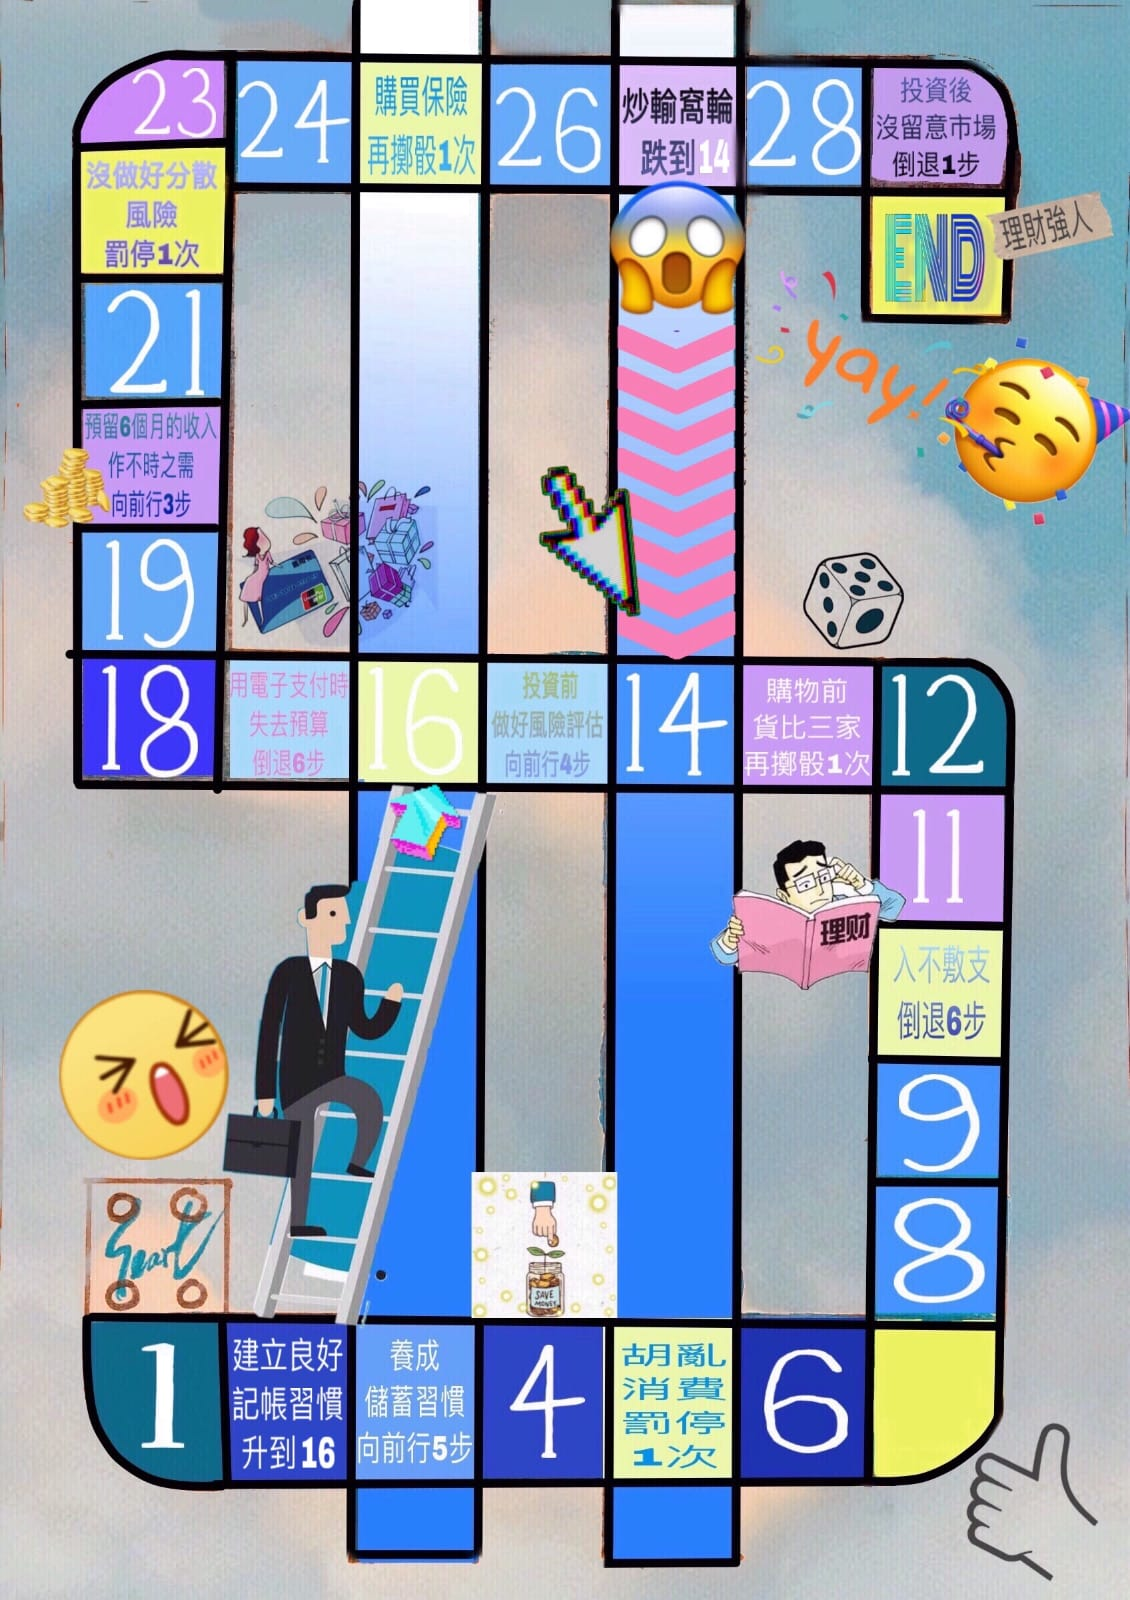 23
24
購買保險
再擲骰1次
26
炒輸窩輪
跌到14
28
投資後
沒留意市場
倒退1步
沒做好分散
風險
罰停1次
END
理財強人
21
yay!
預留6個月的收入
作不時之需
向前行3步
19
18
用電子支付時
失去預算
倒退6步
16
投資前
做好風險評估
向前行4步
14
購物前
貨比三家
再擲骰1次
12
11
理财
入不敷支
倒退6步
9
Start
SAVE
MONEY
8
1
建立良好
記帳習慣
升到16
養成
儲蓄習慣
向前行5步
4
胡亂
消費
罰停
1次
6